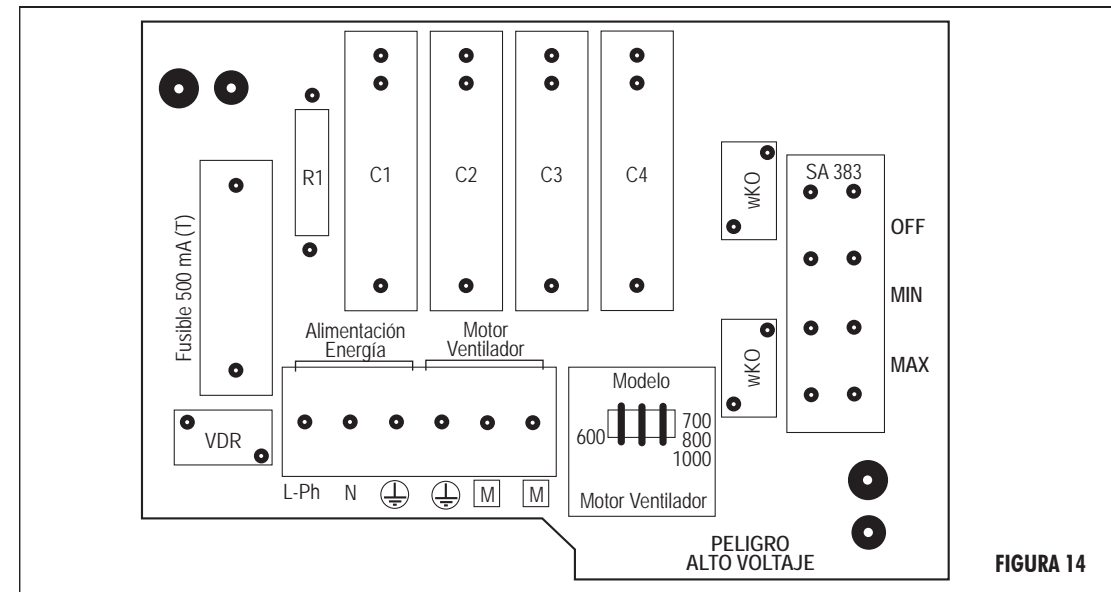 R1
C1
C2
C3
C4
wKO
SA 383
OFF
MIN
MAX
Fusible 500 mA (T)
Alimentación
Energía
Motor
Ventilador
wKO
Modelo
600
700
800
1000
Motor Ventilador
VDR
L-Ph
N
M
M
PELIGRO
ALTO VOLTAJE
FIGURA 14